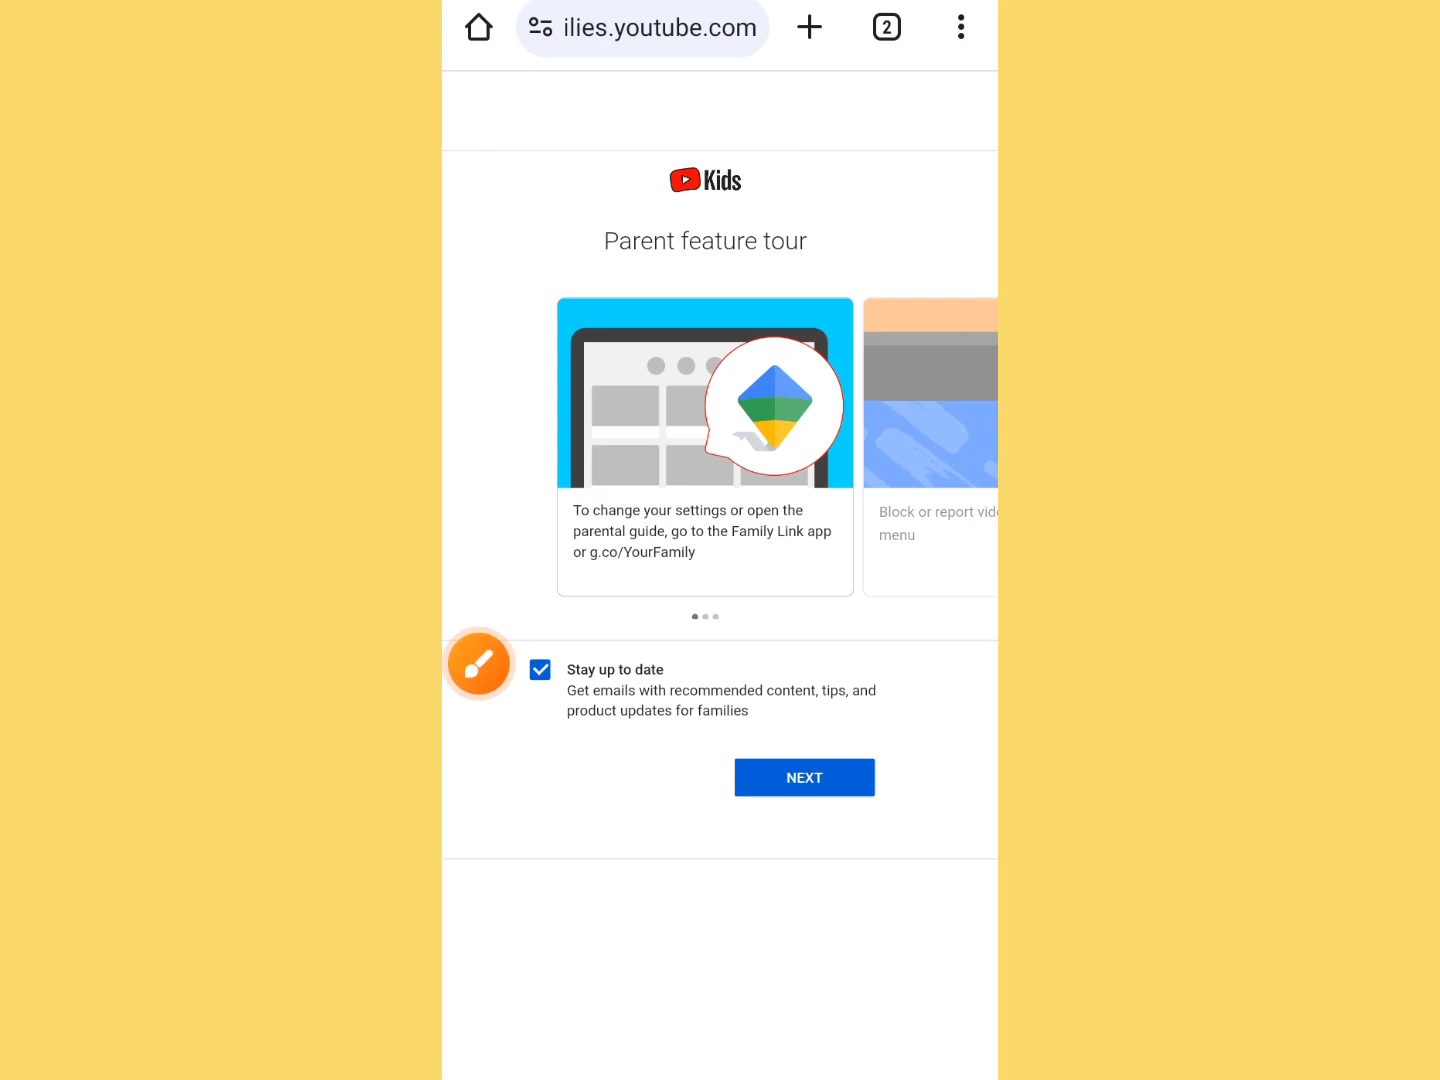 ilies.youtube.com
2
Kids
Parent feature tour
To change your settings or open the
parental guide, go to the Family Link app
or g.co/YourFamily
Block or report
menu
Stay up to date
Get emails with recommended content, tips, and
product updates for families
NEXT